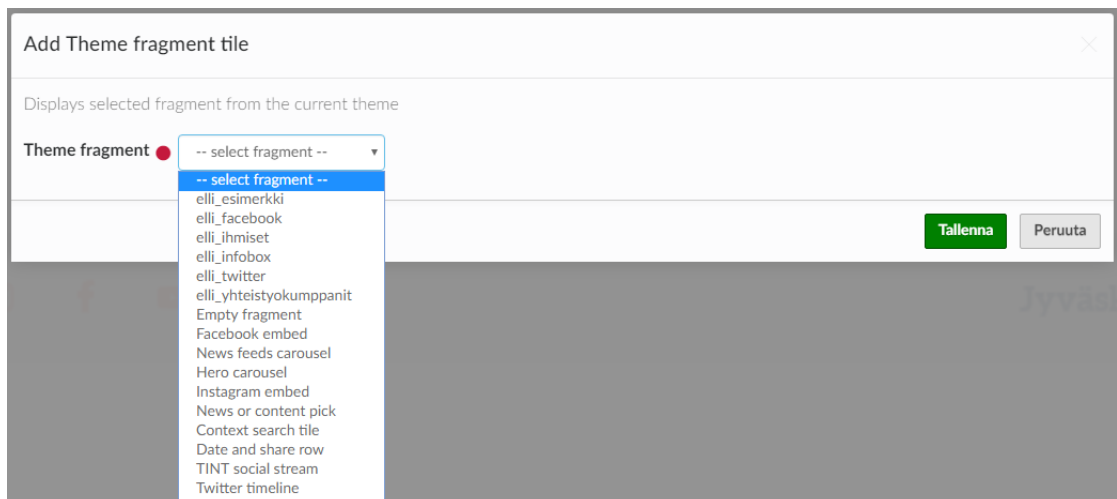 Add Theme fragment tile
Displays selected fragment from the current theme
Theme fragment
-- select fragment --
-- select fragment --
elli_esimerkki
elli_facebook
elli_ihmiset
elli_infobox
elli_twitter
elli_yhteistyokumppanit
Empty fragment
Facebook embed
News feeds carousel
Hero carousel
Instagram embed
News or content pick
Context search tile
Date and share row
TINT social stream
Twitter timeline
Tallenna
Peruuta